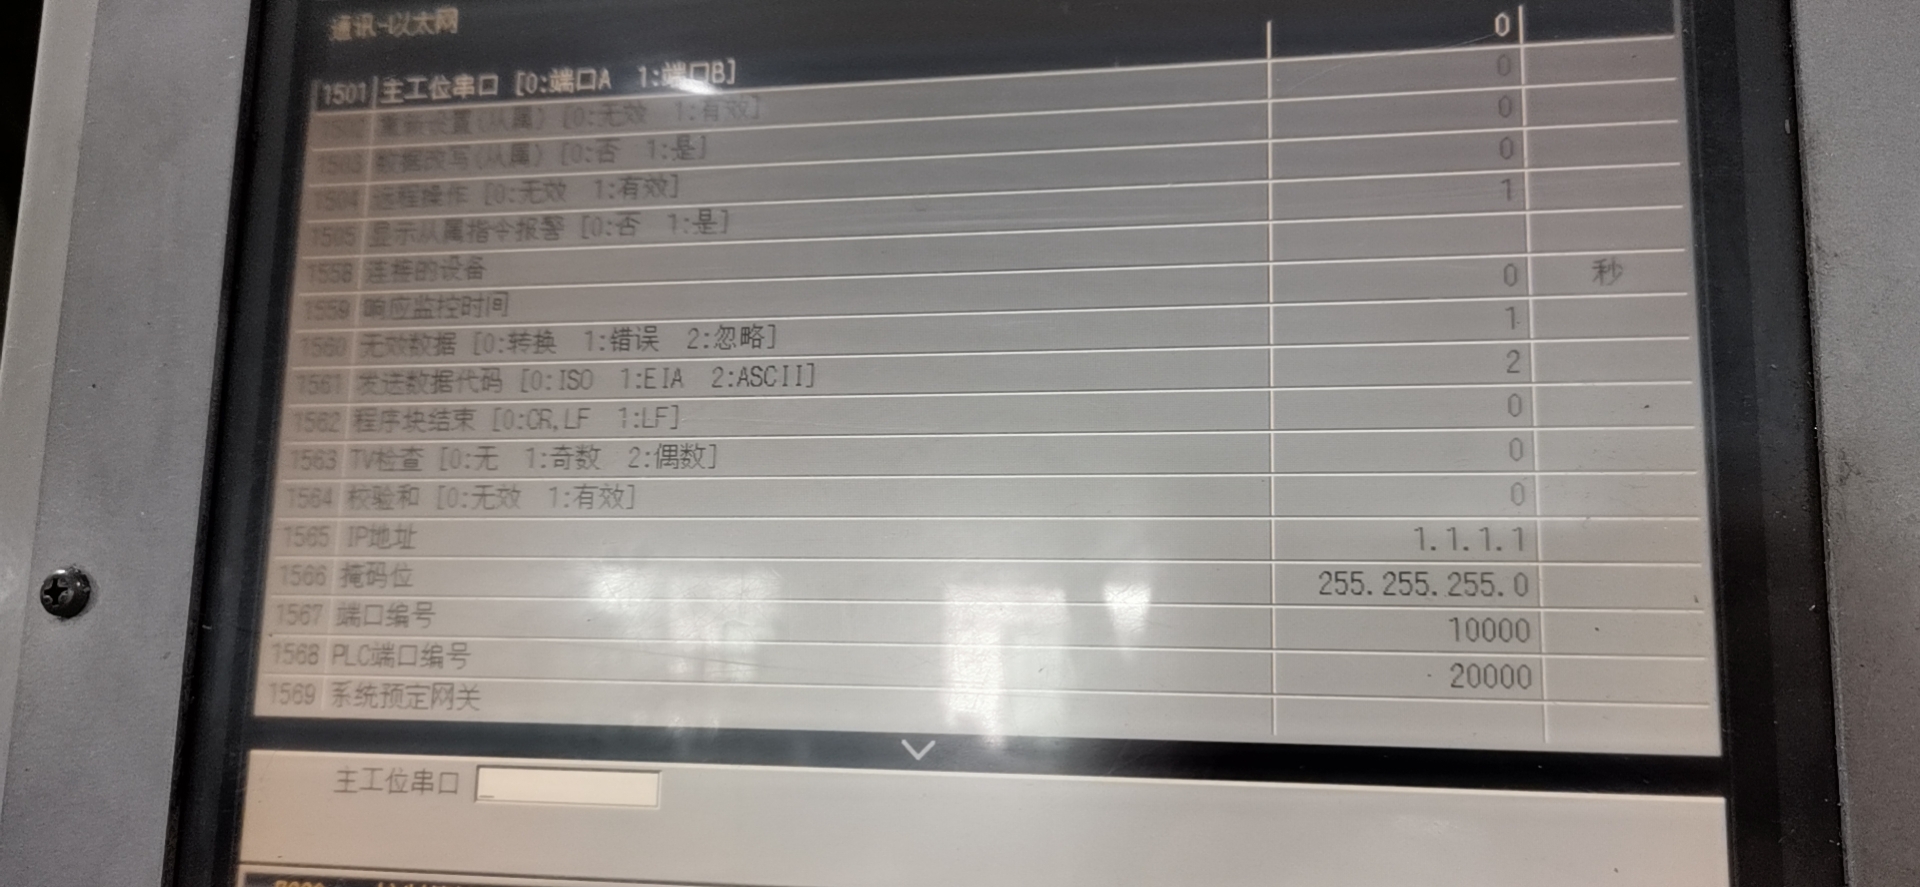 通讯-以太网
[1501] 主工位串口 [0:端口A 1:端口B] 0
1502 重新设置(从属) [0:无效 1:有效] 0
1503 数据改写(从属) [0:否 1:是] 0
1504 远程操作 [0:无效 1:有效] 0
1505 显示从属指令报警 [0:否 1:是] 1
1558 连接的设备
1559 响应监控时间 0 秒
1560 无效数据 [0:转换 1:错误 2:忽略] 1
1561 发送数据代码 [0:ISO 1:EIA 2:ASCII] 2
1562 程序块结束 [0:CR,LF 1:LF] 0
1563 TV检查 [0:无 1:奇数 2:偶数] 0
1564 校验和 [0:无效 1:有效] 0
1565 IP地址 1.1.1.1
1566 掩码位 255.255.255.0
1567 端口编号 10000
1568 PLC端口编号 20000
1569 系统预定网关
主工位串口